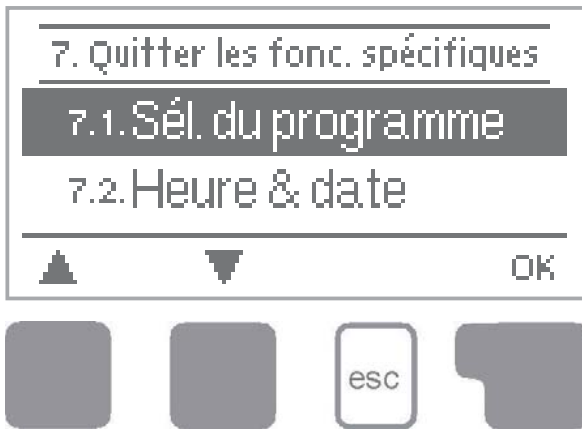 7. Quitter les fonc. spécifiques
7.1. Sél. du programme
7.2. Heure & date
OK
esc